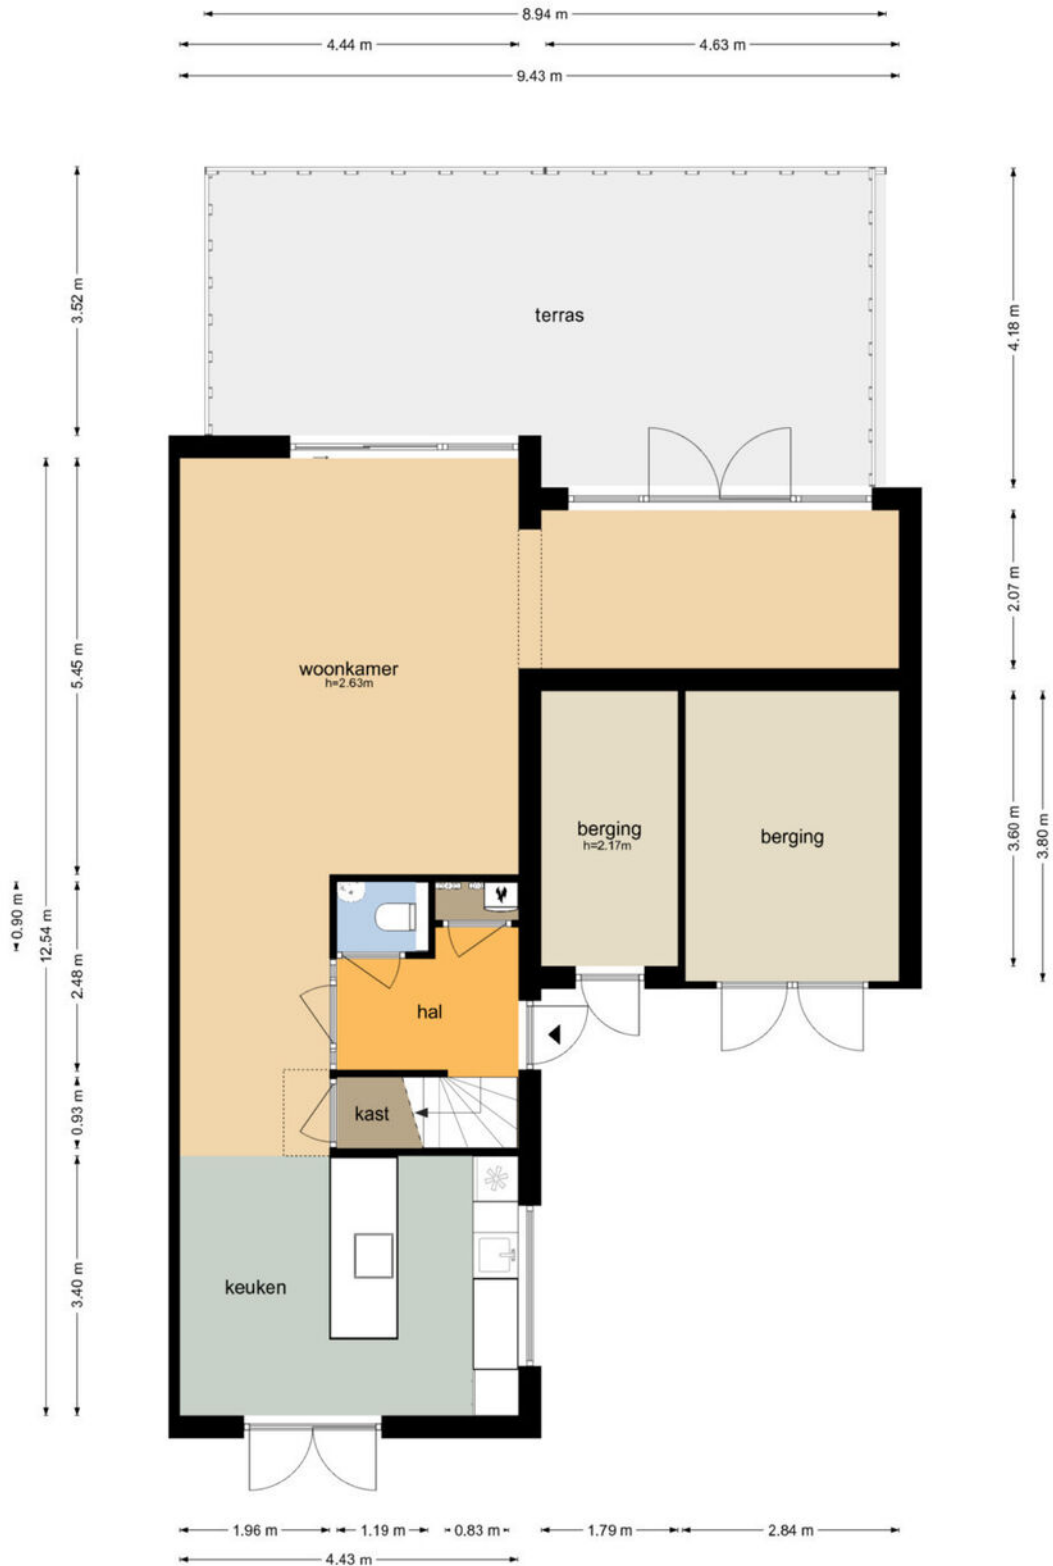 8.94 m
4.44 m
4.63 m
9.43 m
3.52 m
4.18 m
terras
5.45 m
2.07 m
woonkamer
h=2.63m
berging
h=2.17m
berging
3.60 m
3.80 m
0.90 m
12.54 m
2.48 m
hal
kast
0.93 m
keuken
3.40 m
1.96 m
1.19 m
0.83 m
1.79 m
2.84 m
4.43 m